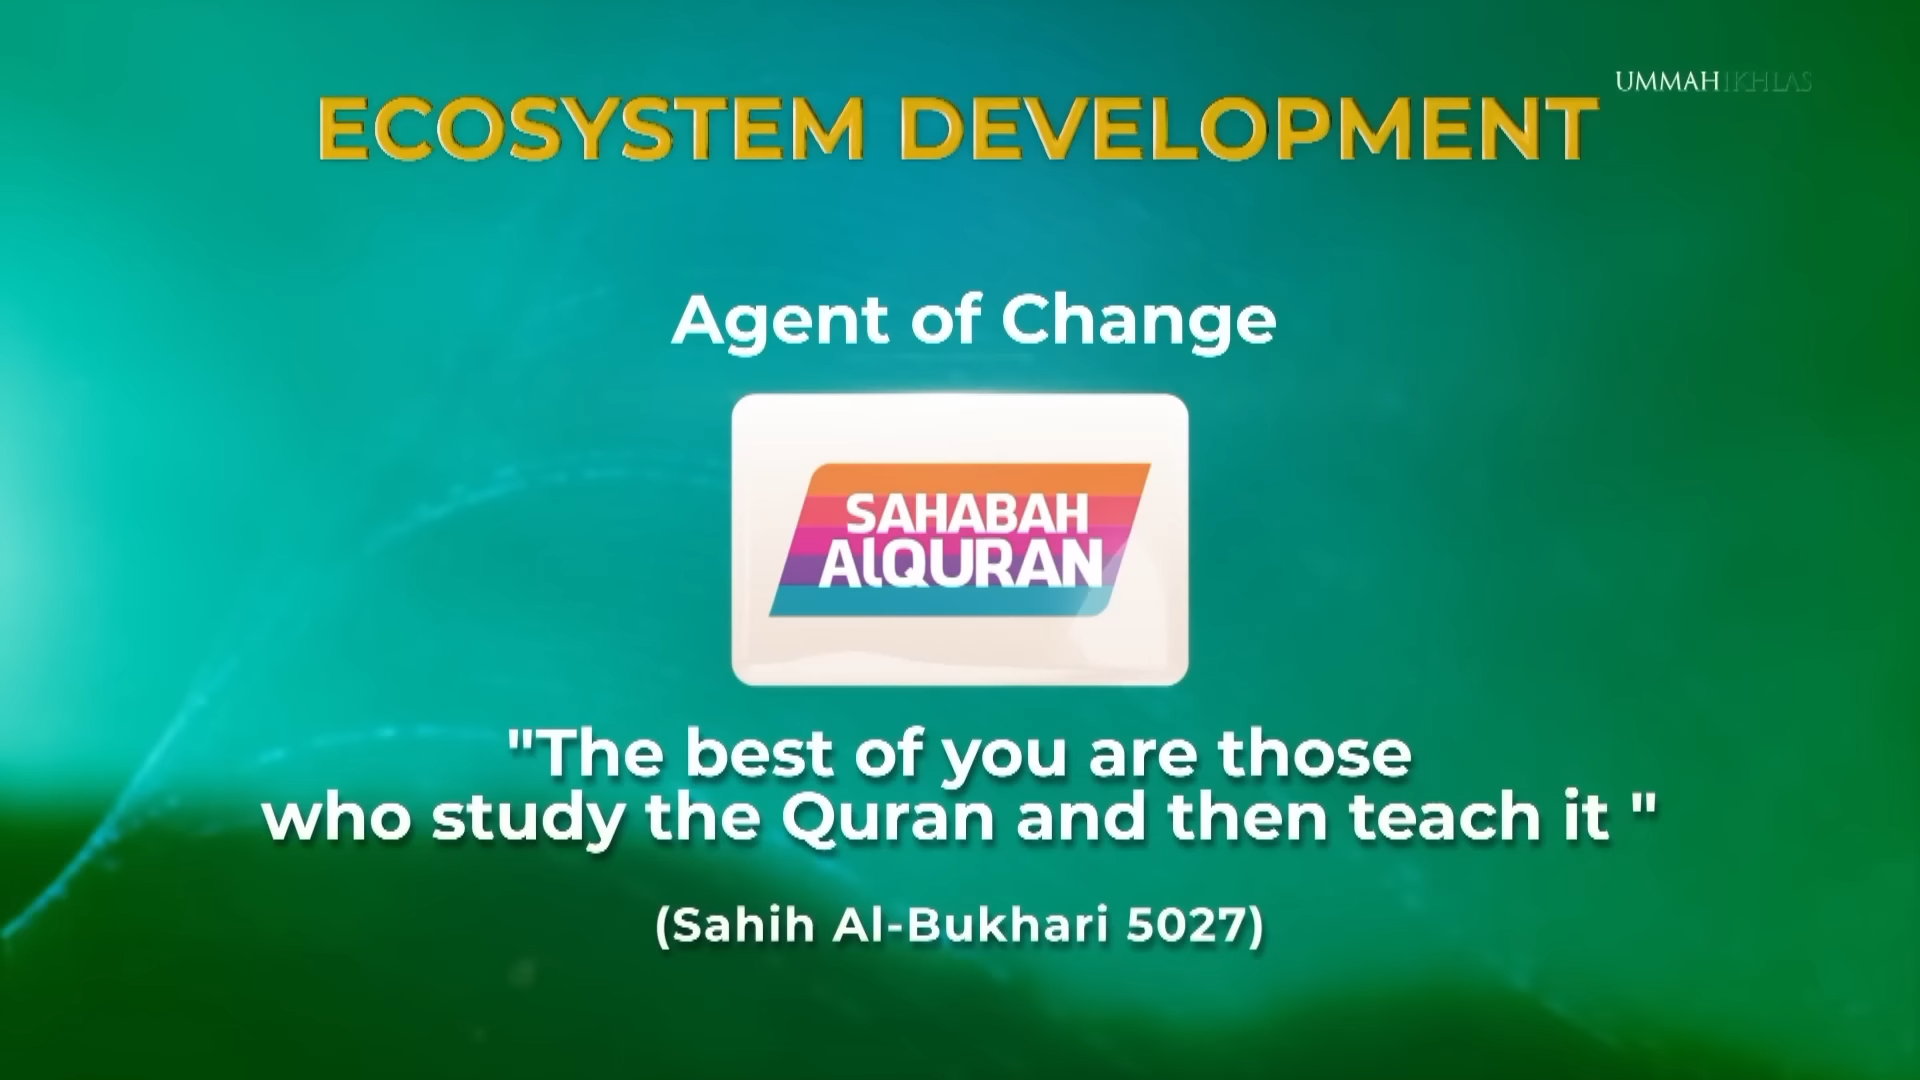 UMMAHIKHLAS
ECOSYSTEM DEVELOPMENT
Agent of Change
SAHABAH
ALQURAN
"The best of you are those
who study the Quran and then teach it "
(Sahih Al-Bukhari 5027)